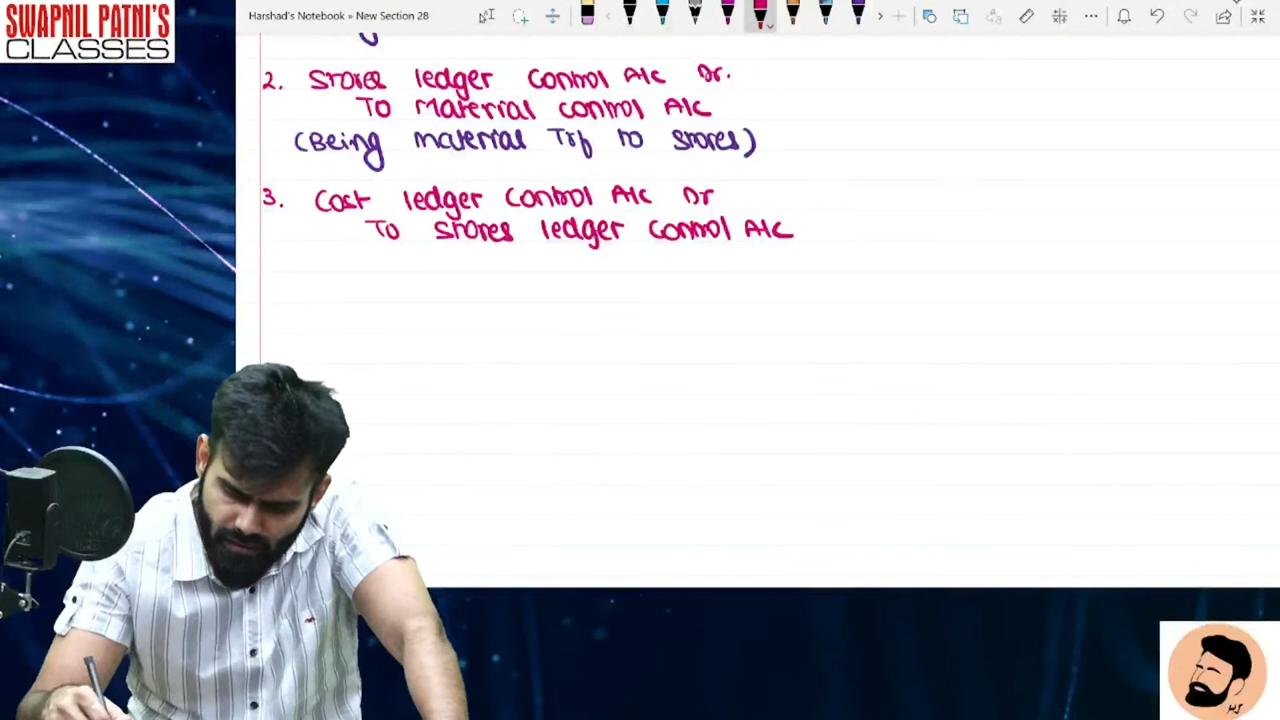 SWAPNIL PATNI'S
CLASSES
Harshad's Notebook » New Section 28
2. Stores ledger control A/c Dr.
To Material control A/c
(Being material Trf to stores)
3. Cost ledger control A/c Dr
To stores ledger control A/c
HS